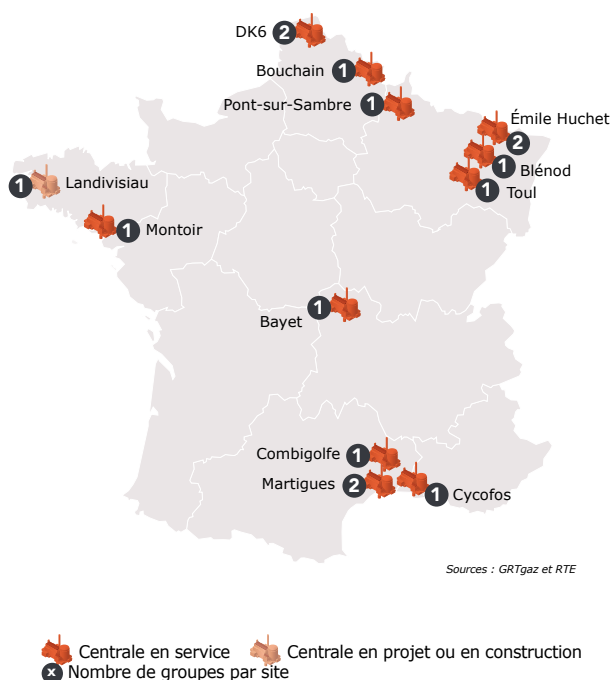 DK6 2
Bouchain 1
Pont-sur-Sambre 1
Émile Huchet
2
1 Blénod
1 Toul
1 Landivisiau
1 Montoir
1
Bayet
Combigolfe 1
Martigues 2
1 Cycofos
Sources : GRTgaz et RTE
Centrale en service Centrale en projet ou en construction
x Nombre de groupes par site